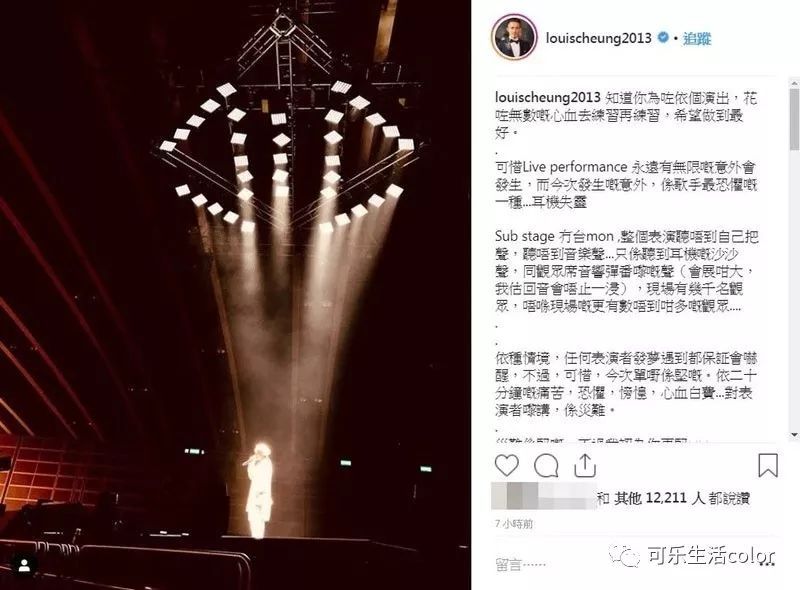 louischeung2013 • 追蹤
louischeung2013 知道你為咗依個演出，花
咗無數嘅心血去練習再練習，希望做到最
好。
.
可惜Live performance 永遠有無限嘅意外會
發生，而今次發生嘅意外，係歌手最恐懼嘅
一種...耳機失靈
Sub stage 冇台mon ,整個表演聽唔到自己把
聲，聽唔到音樂聲...只係聽到耳機嘅沙沙
聲，同觀眾席音響彈番嚟嘅聲（會展咁大，
我估回音會唔止一浸），現場有幾千名觀
眾，唔喺現場嘅更有數唔到咁多嘅觀眾....
.
.
依種情境，任何表演者發夢遇到都保証會嚇
醒，不過，可惜，今次單嘢係堅嘅。依二十
分鐘嘅痛苦，恐懼，傍惶，心血白費...對表
演者嚟講，係災難。
.
和 其他 12,211 人 都說讚
7 小時前
留言······
可乐生活color